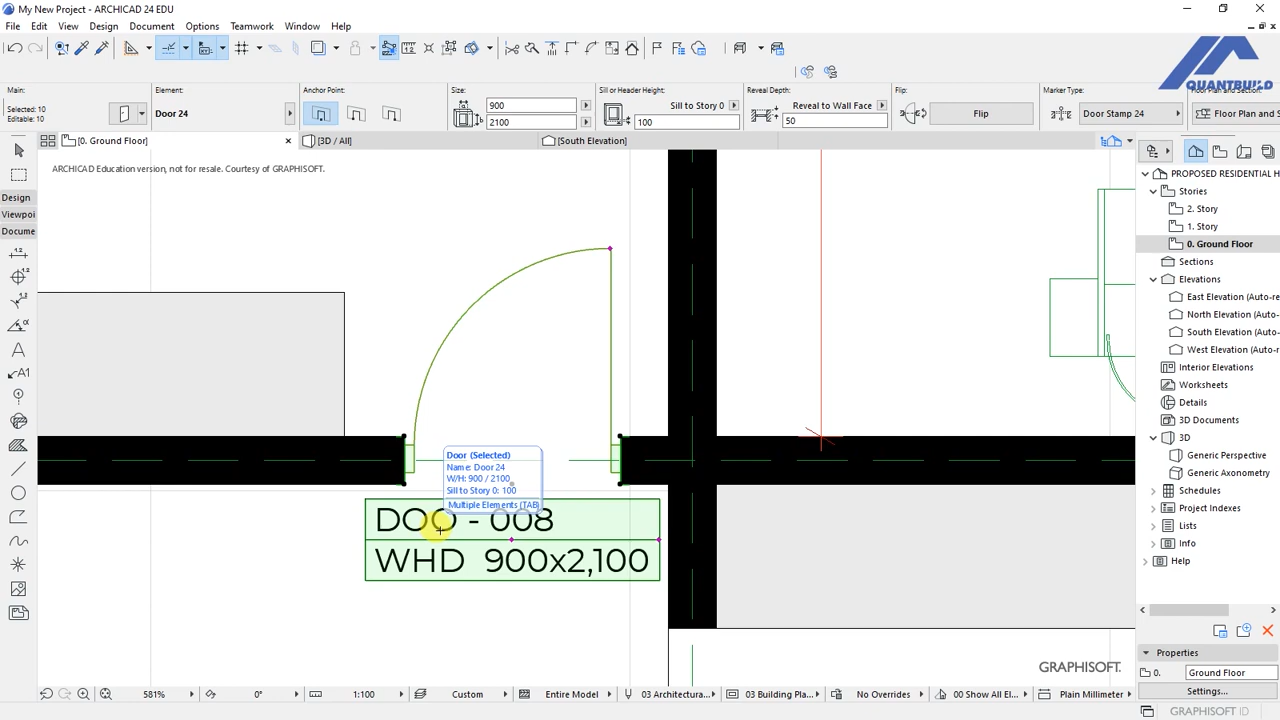 My New Project - ARCHICAD 24 EDU
File Edit View Design Document Options Teamwork Window Help
QUANTBUILD
Main: Element: Anchor Point: Size: Sill or Header Height: Reveal Depth: Flip: Marker Type: Floor Plan and Section:
Selected: 10
Editable: 10
Door 24
900
2100
Sill to Story 0
100
Reveal to Wall Face
50
Flip
Door Stamp 24
Floor Plan and S
[0. Ground Floor] [3D / All] [South Elevation]
ARCHICAD Education version, not for resale. Courtesy of GRAPHISOFT.
Design
Viewpoi
Docume
A
A1
Door (Selected)
Name: Door 24
W/H: 900 / 2100
Sill to Story 0: 100
Multiple Elements (TAB)
DOO - 008
WHD 900x2,100
PROPOSED RESIDENTIAL H
Stories
2. Story
1. Story
0. Ground Floor
Sections
Elevations
East Elevation (Auto-re
North Elevation (Auto-
South Elevation (Auto-
West Elevation (Auto-r
Interior Elevations
Worksheets
Details
3D Documents
3D
Generic Perspective
Generic Axonometry
Schedules
Project Indexes
Lists
Info
Help
GRAPHISOFT.
Properties
0. Ground Floor
Settings...
581% 0° 1:100 Custom Entire Model 03 Architectura... 03 Building Pla... No Overrides 00 Show All El... Plain Millimeter
GRAPHISOFT ID